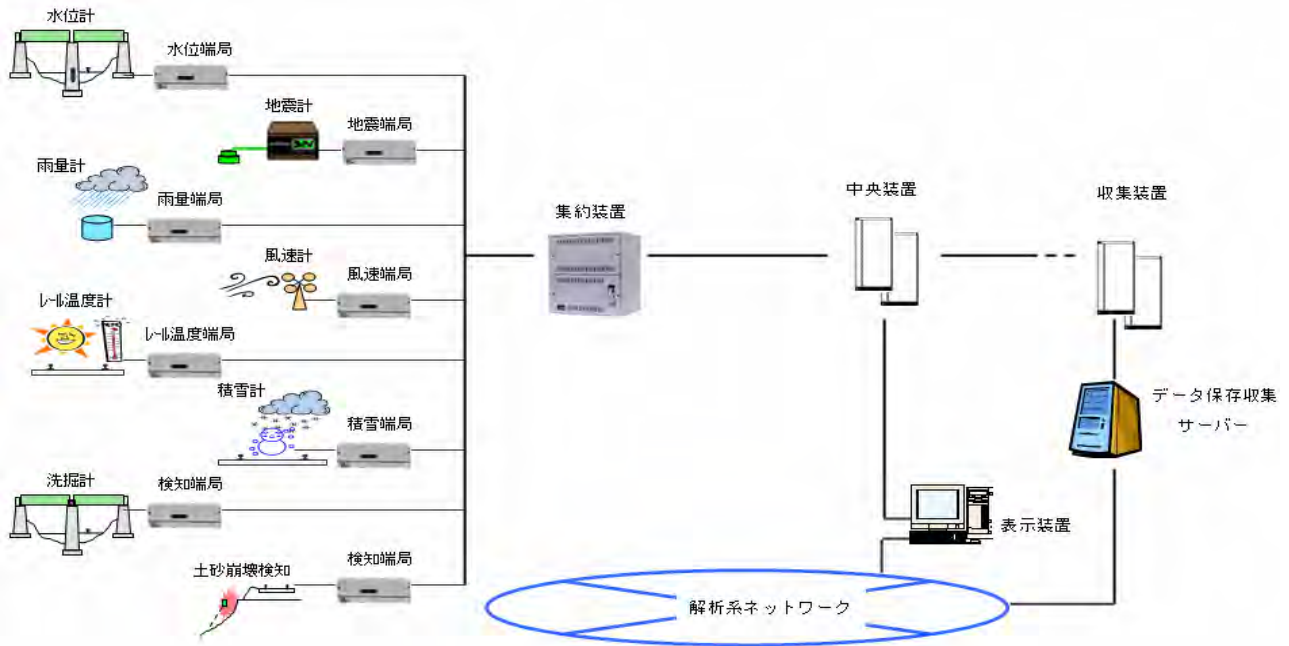 水位計
水位端局
地震計
地震端局
雨量計
雨量端局
風速計
風速端局
ﾚｰﾙ温度計
ﾚｰﾙ温度端局
積雪計
積雪端局
洗掘計
検知端局
土砂崩壊検知
検知端局
集約装置
中央装置
収集装置
データ保存収集
サーバー
表示装置
解析系ネットワーク